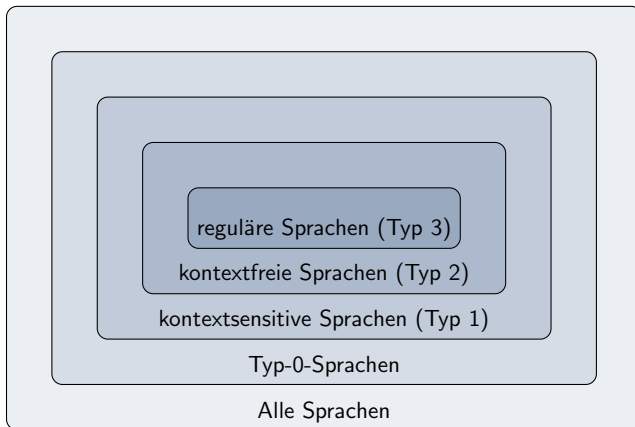 reguläre Sprachen (Typ 3)
kontextfreie Sprachen (Typ 2)
kontextsensitive Sprachen (Typ 1)
Typ-0-Sprachen
Alle Sprachen